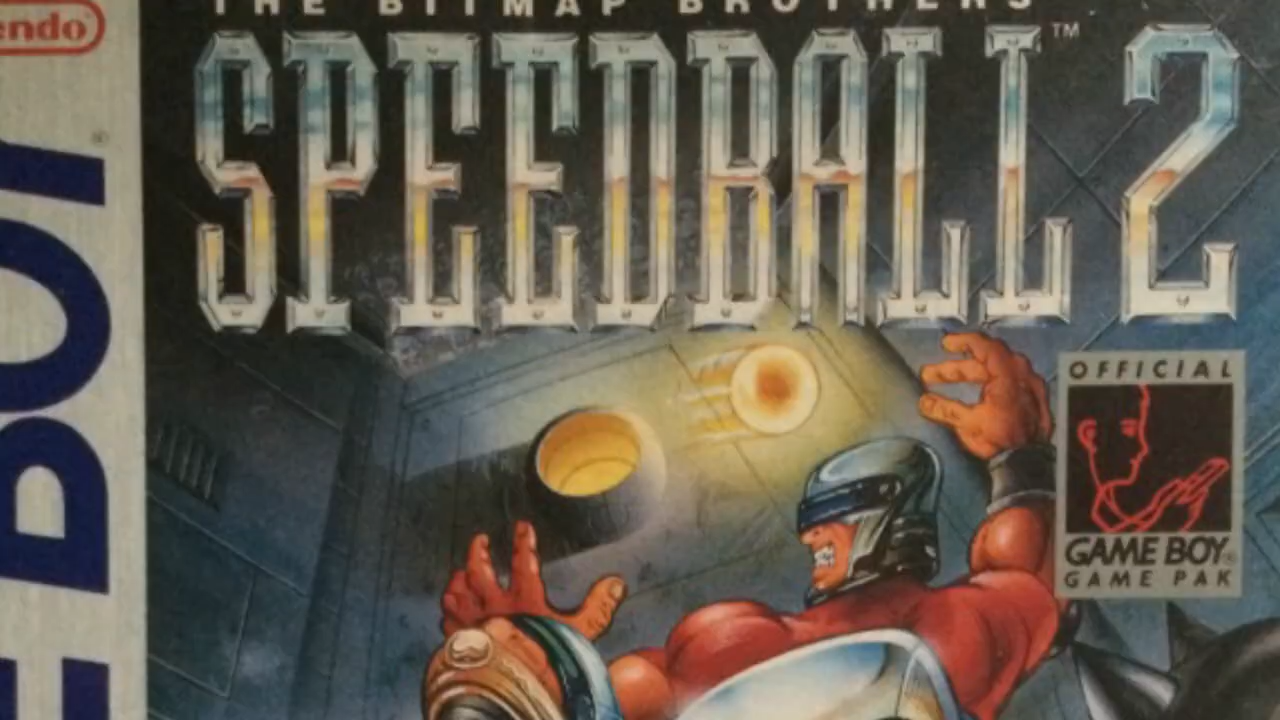 THE BITMAP BROTHERS
SPEEDBALL 2
™
OFFICIAL
GAME BOY®
GAME PAK